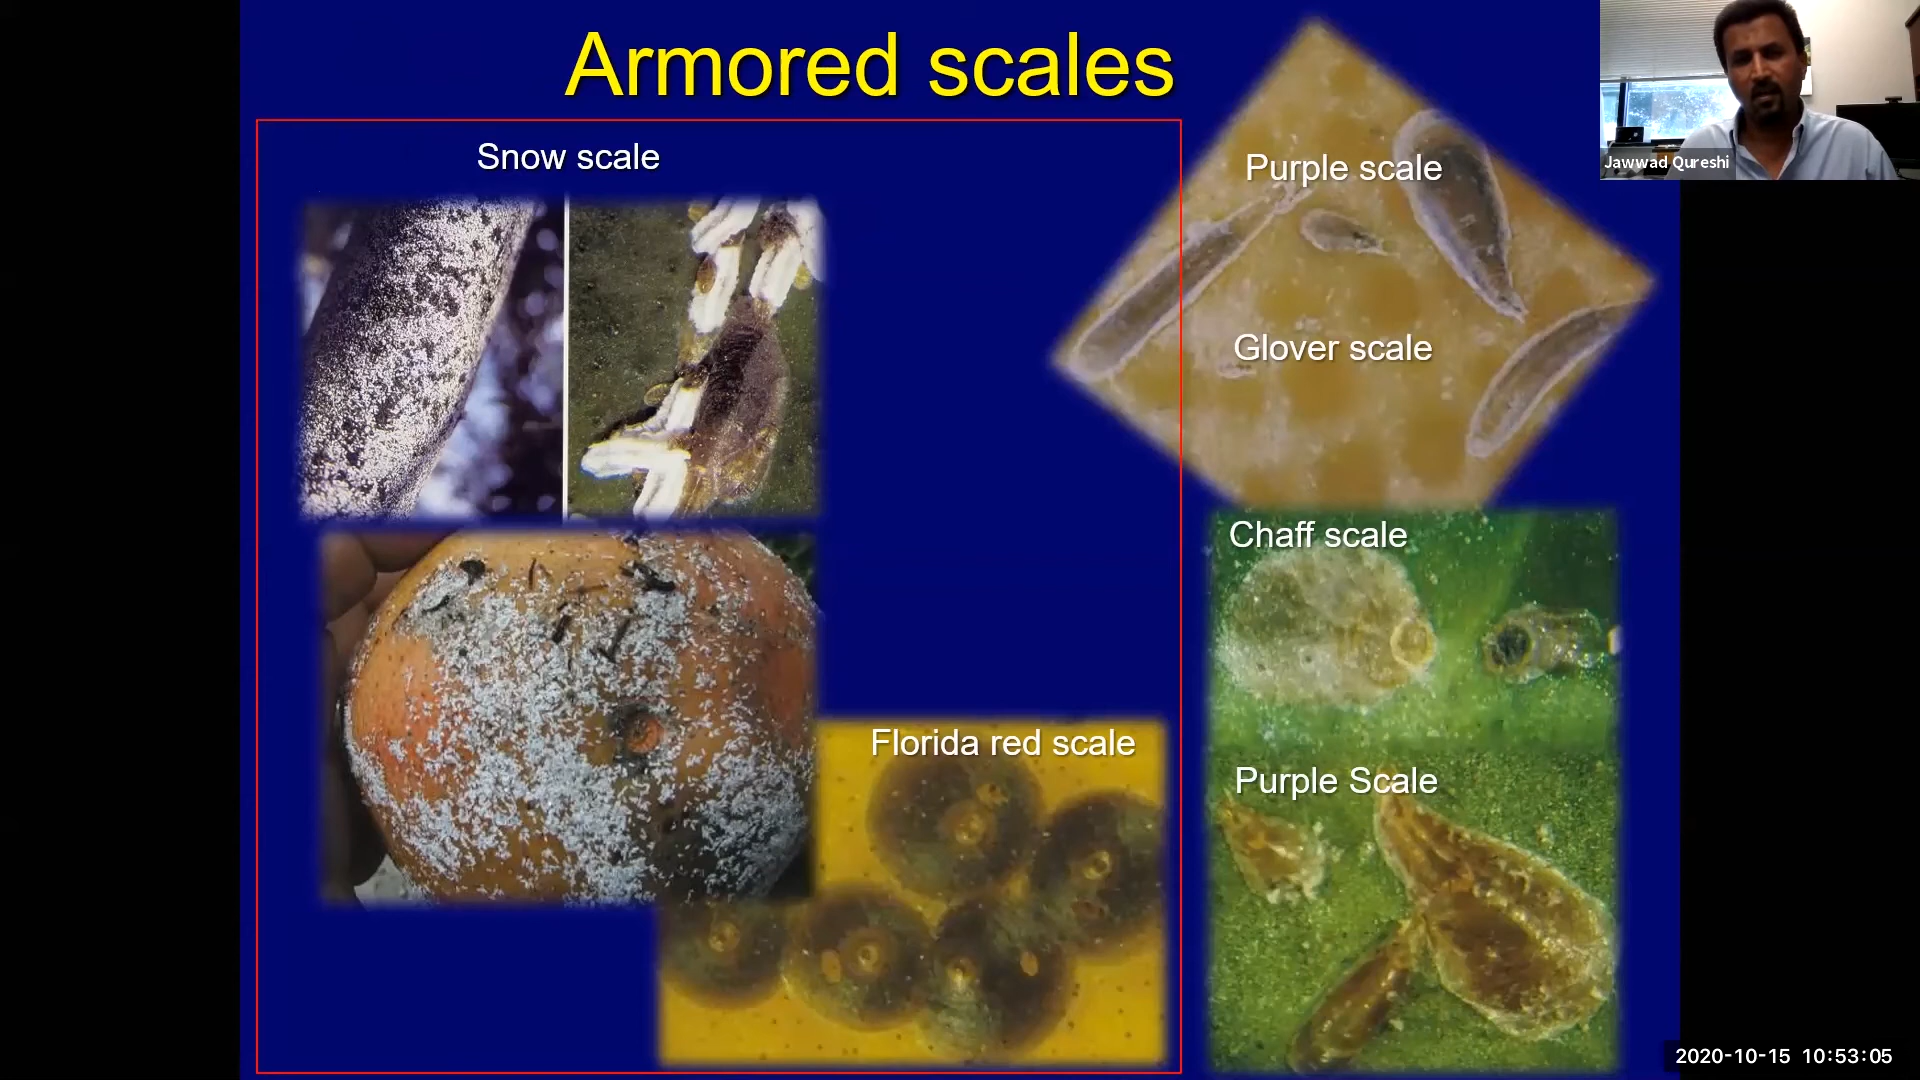 Armored scales
Snow scale
Purple scale
Jawwad Qureshi
Glover scale
Chaff scale
Florida red scale
Purple Scale
2020-10-15 10:53:05